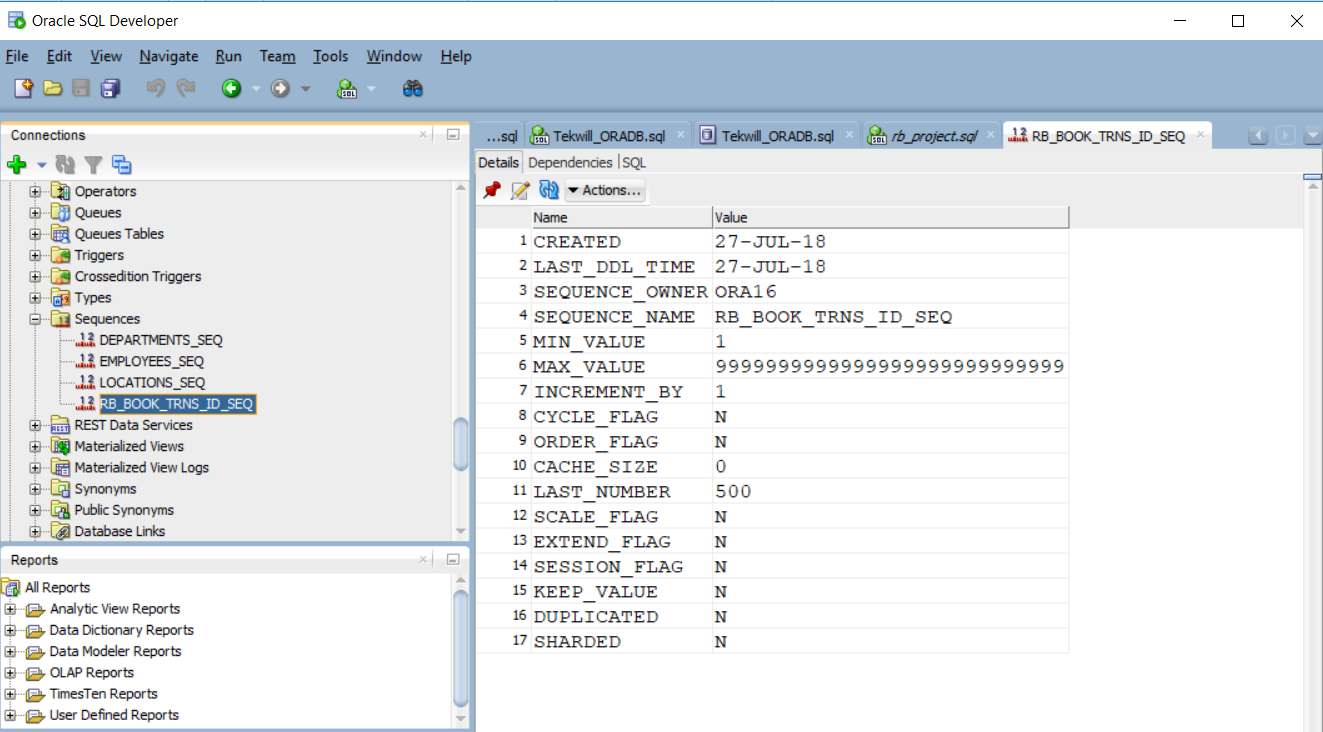 Oracle SQL Developer
File Edit View Navigate Run Team Tools Window Help
Connections
Operators
Queues
Queues Tables
Triggers
Crossedition Triggers
Types
Sequences
DEPARTMENTS_SEQ
EMPLOYEES_SEQ
LOCATIONS_SEQ
RB_BOOK_TRNS_ID_SEQ
REST Data Services
Materialized Views
Materialized View Logs
Synonyms
Public Synonyms
Database Links
Reports
All Reports
Analytic View Reports
Data Dictionary Reports
Data Modeler Reports
OLAP Reports
TimesTen Reports
User Defined Reports
...sql Tekwill_ORADB.sql Tekwill_ORADB.sql rb_project.sql RB_BOOK_TRNS_ID_SEQ
Details Dependencies SQL
Actions...
Name Value
1 CREATED 27-JUL-18
2 LAST_DDL_TIME 27-JUL-18
3 SEQUENCE_OWNER ORA16
4 SEQUENCE_NAME RB_BOOK_TRNS_ID_SEQ
5 MIN_VALUE 1
6 MAX_VALUE 9999999999999999999999999999
7 INCREMENT_BY 1
8 CYCLE_FLAG N
9 ORDER_FLAG N
10 CACHE_SIZE 0
11 LAST_NUMBER 500
12 SCALE_FLAG N
13 EXTEND_FLAG N
14 SESSION_FLAG N
15 KEEP_VALUE N
16 DUPLICATED N
17 SHARDED N